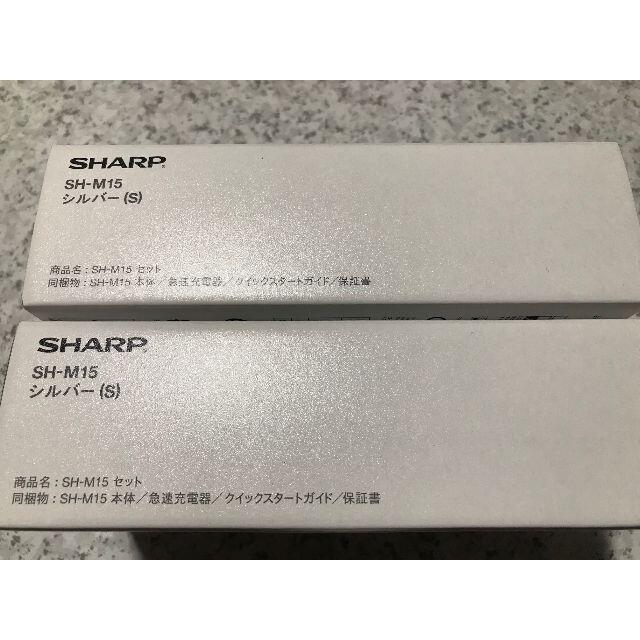 SHARP
SH-M15
シルバー(S)
商品名:SH-M15 セット
同梱物:SH-M15 本体/急速充電器/クイックスタートガイド/保証書
SHARP
SH-M15
シルバー(S)
商品名:SH-M15 セット
同梱物:SH-M15 本体/急速充電器/クイックスタートガイド/保証書